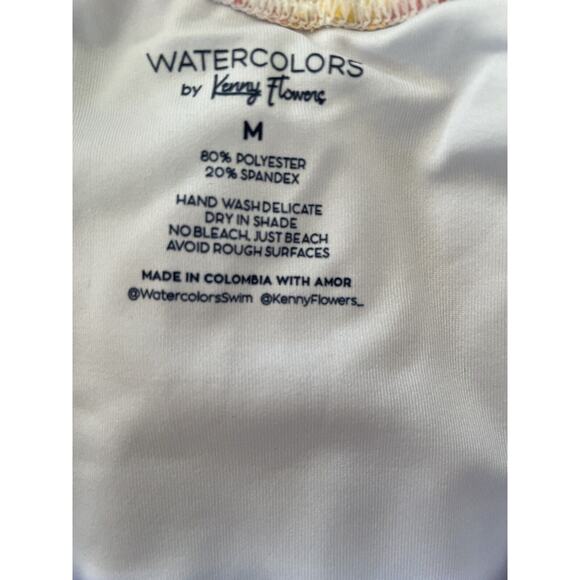 WATERCOLORS
by Kenny Flowers
M
80% POLYESTER
20% SPANDEX
HAND WASH DELICATE
DRY IN SHADE
NO BLEACH, JUST BEACH
AVOID ROUGH SURFACES
MADE IN COLOMBIA WITH AMOR
@WatercolorsSwim @KennyFlowers_